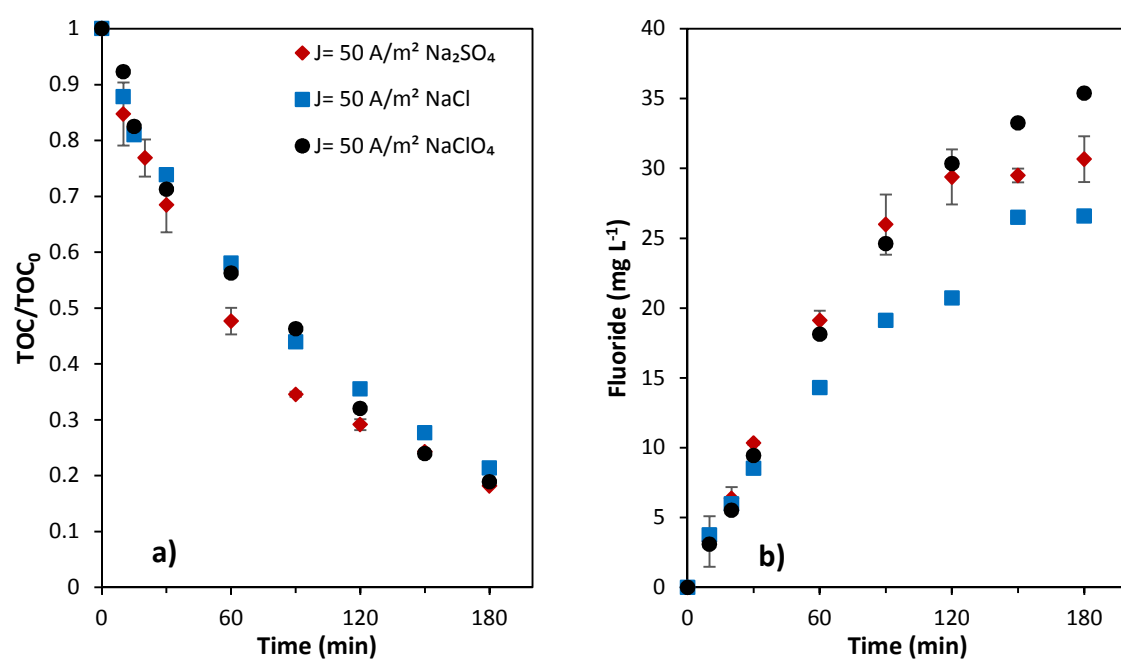 1
0.9
0.8
0.7
0.6
0.5
0.4
0.3
0.2
0.1
0
TOC/TOC₀
J= 50 A/m² Na₂SO₄
J= 50 A/m² NaCl
J= 50 A/m² NaClO₄
a)
0 60 120 180
Time (min)
40
35
30
25
20
15
10
5
0
Fluoride (mg L⁻¹)
b)
0 60 120 180
Time (min)